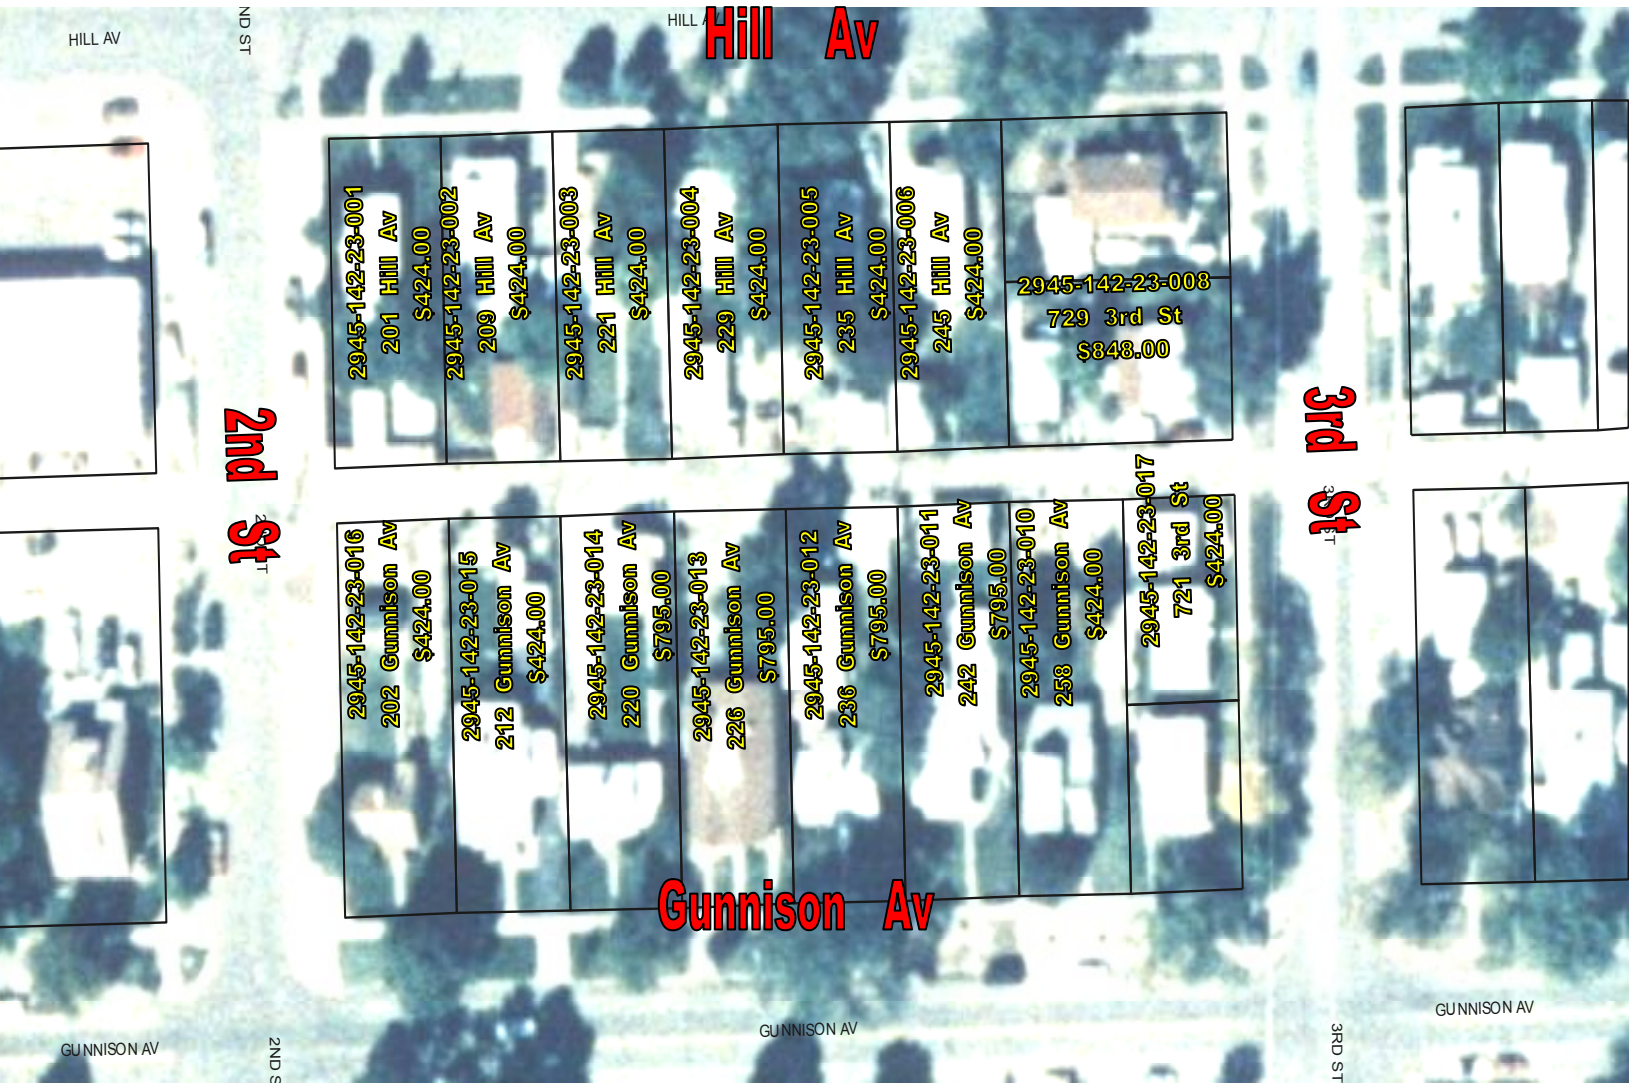 HILL AV
ND ST
HILL AV
Hill Av
2945-142-23-001
201 Hill Av
$424.00
2945-142-23-002
209 Hill Av
$424.00
2945-142-23-003
221 Hill Av
$424.00
2945-142-23-004
229 Hill Av
$424.00
2945-142-23-005
235 Hill Av
$424.00
2945-142-23-006
245 Hill Av
$424.00
2945-142-23-008
729 3rd St
$848.00
2nd St
3rd St
2945-142-23-016
202 Gunnison Av
$424.00
2945-142-23-015
212 Gunnison Av
$424.00
2945-142-23-014
220 Gunnison Av
$795.00
2945-142-23-013
226 Gunnison Av
$795.00
2945-142-23-012
236 Gunnison Av
$795.00
2945-142-23-011
242 Gunnison Av
$795.00
2945-142-23-010
258 Gunnison Av
$424.00
2945-142-23-017
721 3rd St
$424.00
Gunnison Av
GUNNISON AV
2ND S
GUNNISON AV
3RD ST
GUNNISON AV